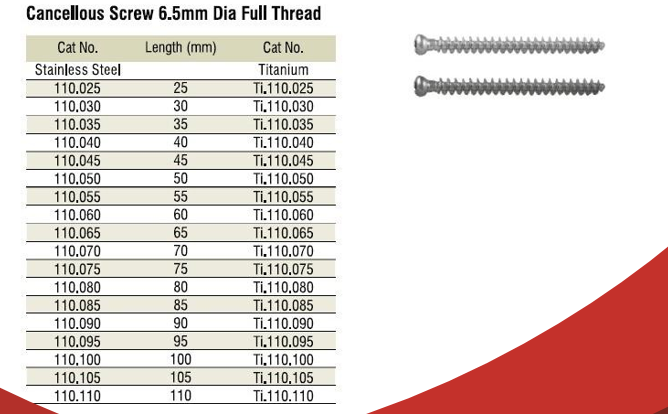 Cancellous Screw 6.5mm Dia Full Thread
Cat No. Length (mm) Cat No.
Stainless Steel Titanium
110.025 25 Ti.110.025
110.030 30 Ti.110.030
110.035 35 Ti.110.035
110.040 40 Ti.110.040
110.045 45 Ti.110.045
110.050 50 Ti.110.050
110.055 55 Ti.110.055
110.060 60 Ti.110.060
110.065 65 Ti.110.065
110.070 70 Ti.110.070
110.075 75 Ti.110.075
110.080 80 Ti.110.080
110.085 85 Ti.110.085
110.090 90 Ti.110.090
110.095 95 Ti.110.095
110.100 100 Ti.110.100
110.105 105 Ti.110.105
110.110 110 Ti.110.110